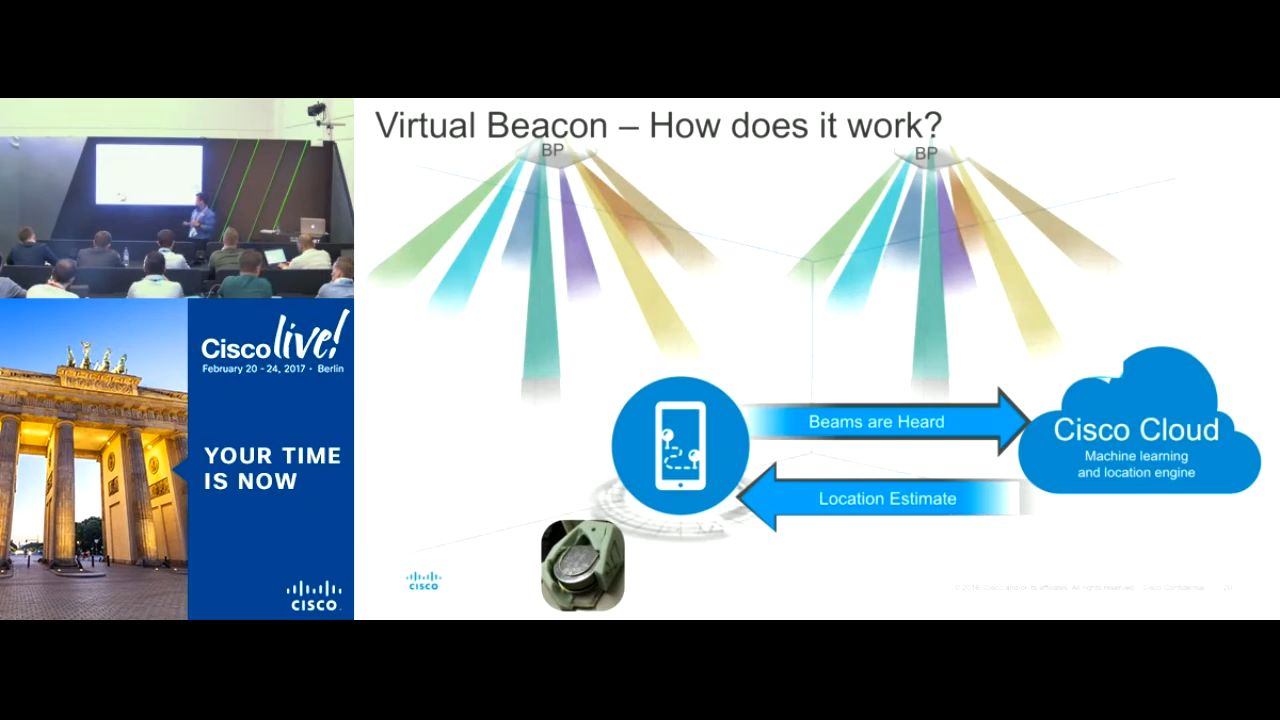 Virtual Beacon – How does it work?
BP
BP
Cisco live!
February 20 - 24, 2017 • Berlin
YOUR TIME
IS NOW
CISCO
Beams are Heard
Location Estimate
Cisco Cloud
Machine learning
and location engine
CISCO